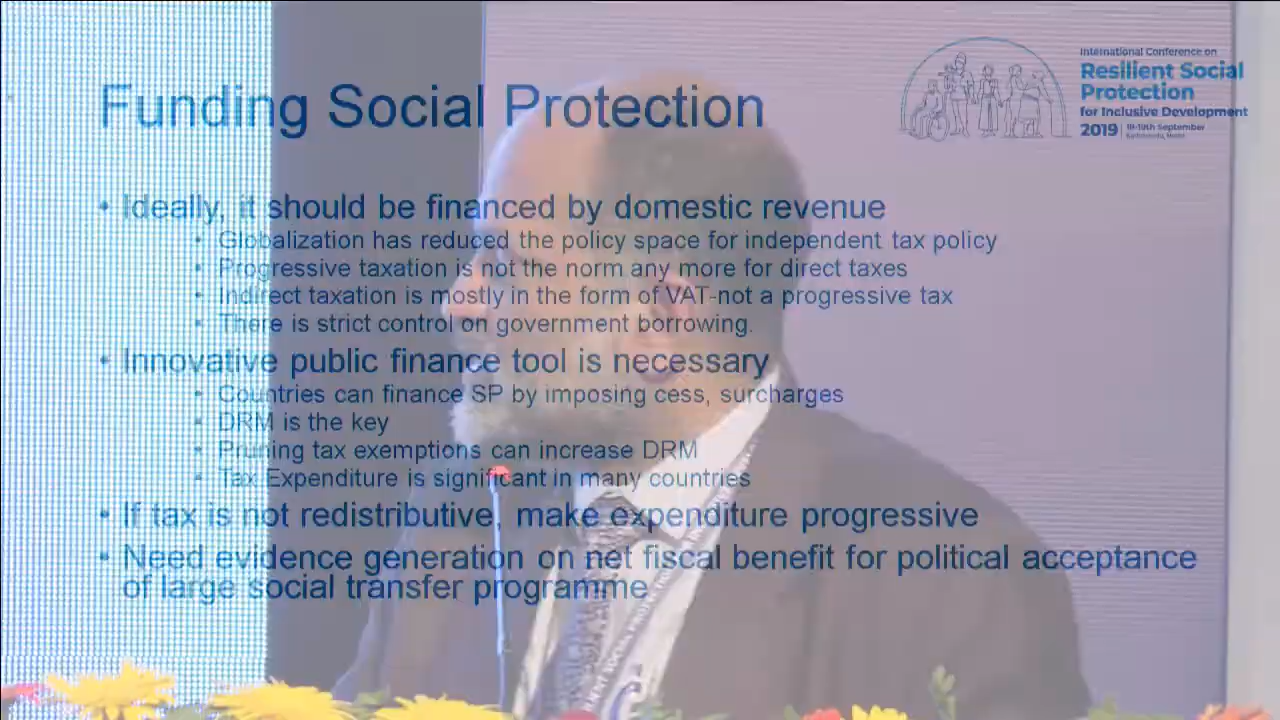 Funding Social Protection
International Conference on
Resilient Social
Protection
for Inclusive Development
2019 | 18-19th September
Kathmandu, Nepal
• Ideally, it should be financed by domestic revenue
• Globalization has reduced the policy space for independent tax policy
• Progressive taxation is not the norm any more for direct taxes
• Indirect taxation is mostly in the form of VAT-not a progressive tax
• There is strict control on government borrowing.
• Innovative public finance tool is necessary
• Countries can finance SP by imposing cess, surcharges
• DRM is the key
• Pruning tax exemptions can increase DRM
• Tax Expenditure is significant in many countries
• If tax is not redistributive, make expenditure progressive
• Need evidence generation on net fiscal benefit for political acceptance
of large social transfer programme